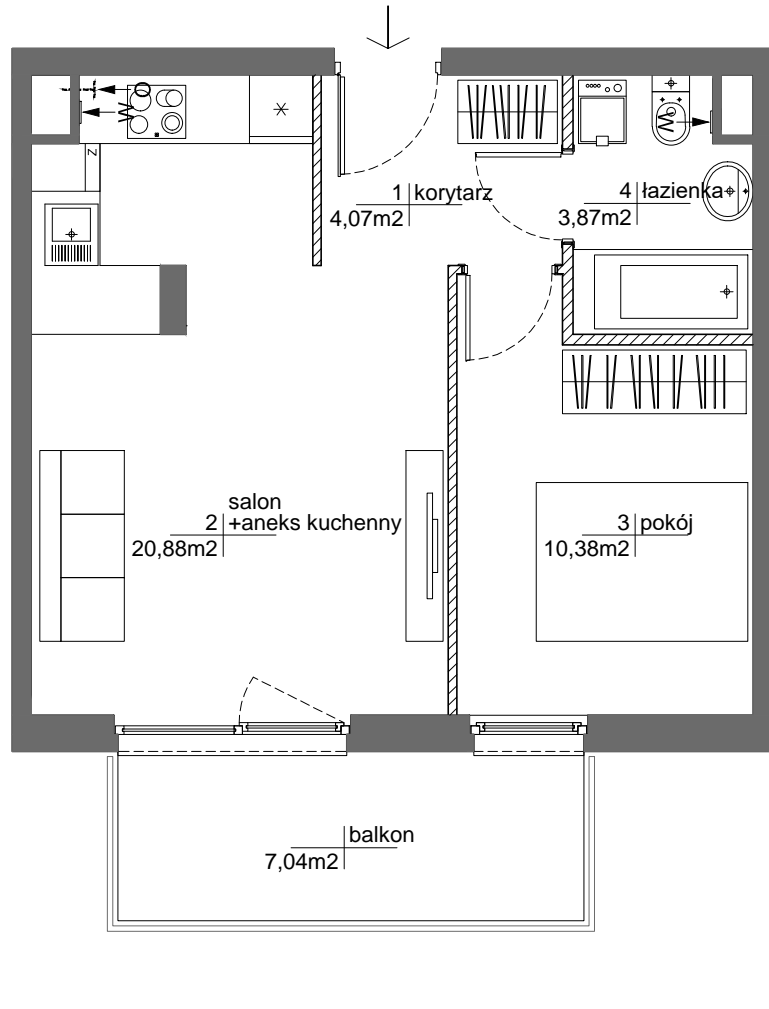 Z
1 korytarz
4,07m2
4 łazienka
3,87m2
salon
2 +aneks kuchenny
20,88m2
3 pokój
10,38m2
balkon
7,04m2